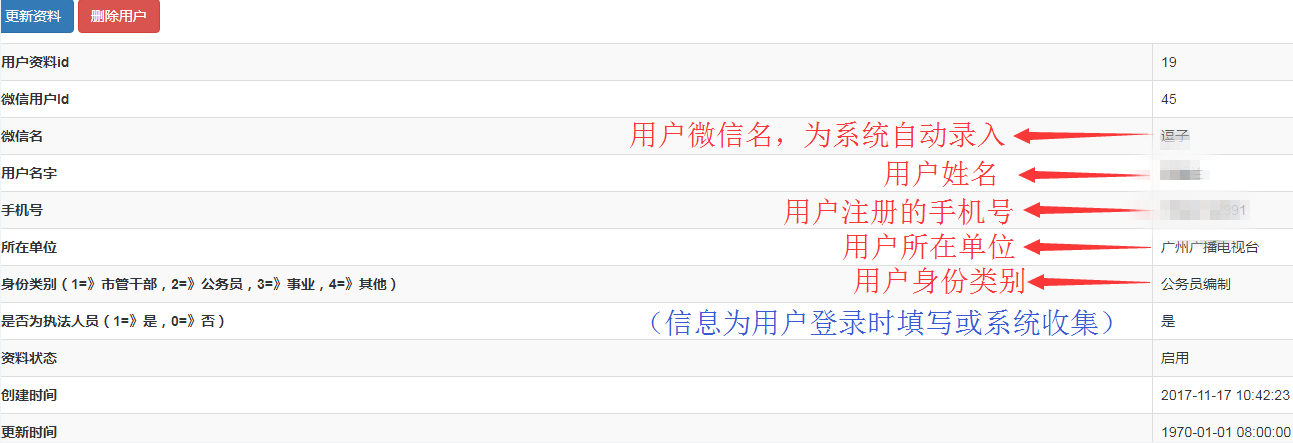 更新资料 删除用户
用户资料id 19
微信用户Id 45
微信名 用户微信名，为系统自动录入 逗子
用户名字 用户姓名
手机号 用户注册的手机号 991
所在单位 用户所在单位 广州广播电视台
身份类别（1=》市管干部，2=》公务员，3=》事业，4=》其他） 用户身份类别 公务员编制
是否为执法人员（1=》是，0=》否） （信息为用户登录时填写或系统收集） 是
资料状态 启用
创建时间 2017-11-17 10:42:23
更新时间 1970-01-01 08:00:00